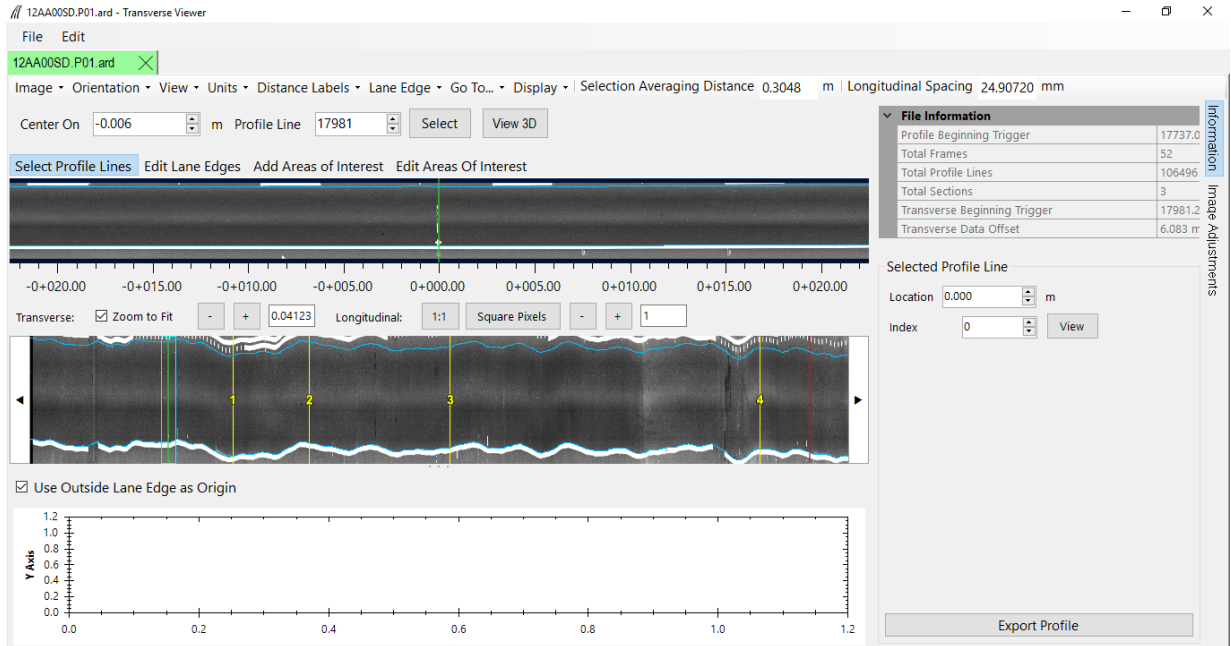 12AA00SD.P01.ard - Transverse Viewer
File Edit
12AA00SD.P01.ard
Image Orientation View Units Distance Labels Lane Edge Go To... Display Selection Averaging Distance 0.3048 m Longitudinal Spacing 24.90720 mm
Center On -0.006 m Profile Line 17981 Select View 3D
Select Profile Lines Edit Lane Edges Add Areas of Interest Edit Areas Of Interest
-0+020.00 -0+015.00 -0+010.00 -0+005.00 0+000.00 0+005.00 0+010.00 0+015.00 0+020.00
Transverse: Zoom to Fit - + 0.04123 Longitudinal: 1:1 Square Pixels - + 1
1 2 3 4
Use Outside Lane Edge as Origin
Y Axis
1.2
1.0
0.8
0.6
0.4
0.2
0.0
0.0 0.2 0.4 0.6 0.8 1.0 1.2
File Information
Profile Beginning Trigger 17737.0
Total Frames 52
Total Profile Lines 106496
Total Sections 3
Transverse Beginning Trigger 17981.2
Transverse Data Offset 6.083 m
Selected Profile Line
Location 0.000 m
Index 0 View
Export Profile
Information
Image Adjustments